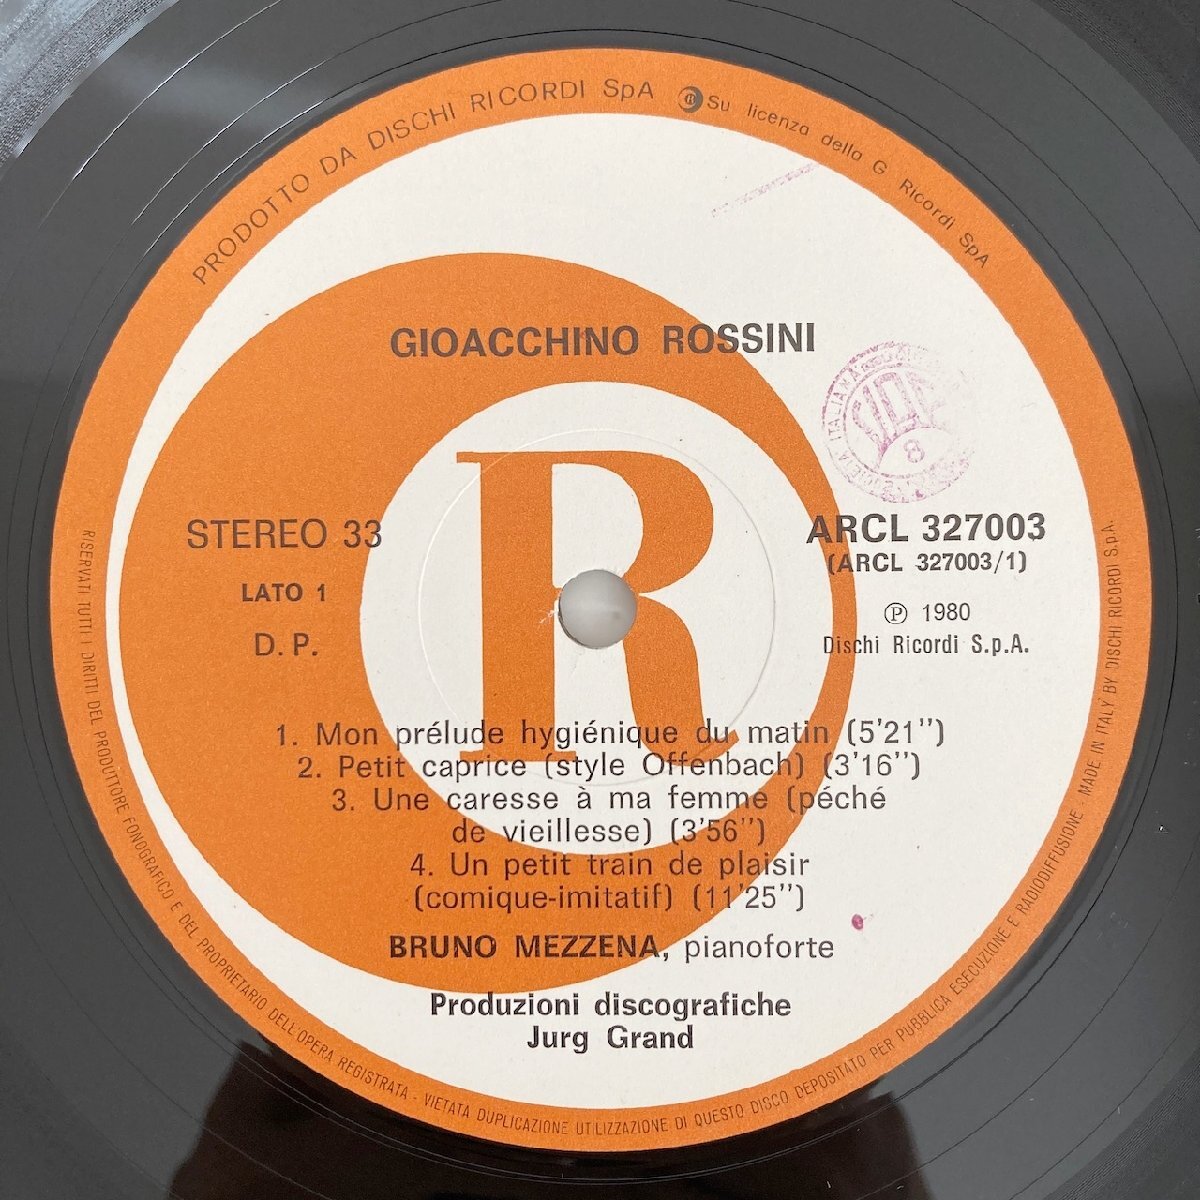 PRODOTTO DA DISCHI RICORDI SpA
Su licenza della G Ricordi SpA
GIOACCHINO ROSSINI
ITALIANA
SIAE
8
R
STEREO 33
LATO 1
D.P.
ARCL 327003
(ARCL 327003/1)
℗ 1980
Dischi Ricordi S.p.A.
1. Mon prélude hygiénique du matin (5'21")
2. Petit caprice (style Offenbach) (3'16")
3. Une caresse à ma femme (péché
de vieillesse) (3'56")
4. Un petit train de plaisir
(comique-imitatif) (11'25")
BRUNO MEZZENA, pianoforte
Produzioni discografiche
Jurg Grand
RISERVATI TUTTI I DIRITTI DEL PRODUTTORE FONOGRAFICO E DEL PROPRIETARIO DELL'OPERA REGISTRATA - VIETATA DUPLICAZIONE UTILIZZAZIONE DI QUESTO DISCO DEPOSITATO PER PUBBLICA ESECUZIONE E RADIODIFFUSIONE - MADE IN ITALY BY DISCHI RICORDI S.p.A.